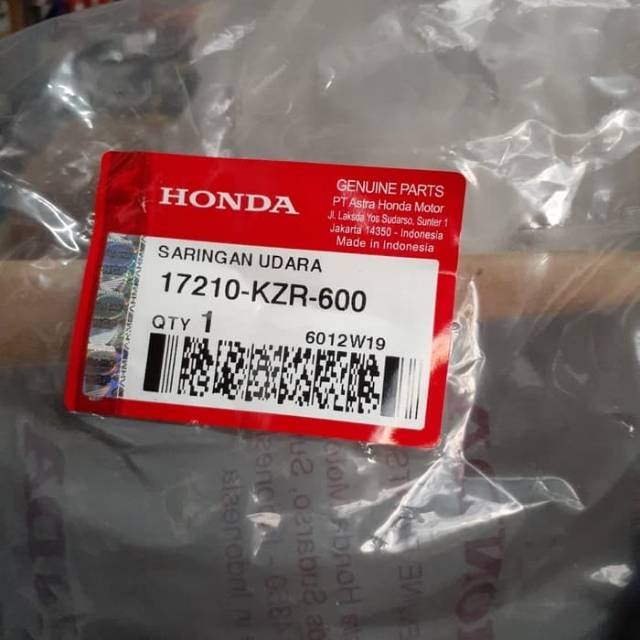 HONDA
GENUINE PARTS
PT Astra Honda Motor
Jl. Laksda Yos Sudarso, Sunter 1
Jakarta 14350 - Indonesia
Made in Indonesia
SARINGAN UDARA
17210-KZR-600
QTY 1
6012W19